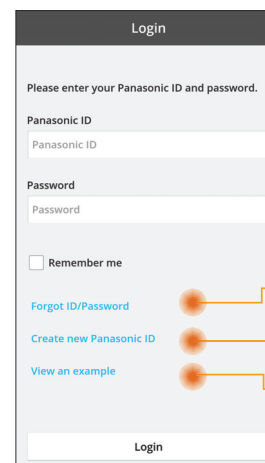 Login
Please enter your Panasonic ID and password.
Panasonic ID
Panasonic ID
Password
Password
Remember me
Forgot ID/Password
Create new Panasonic ID
View an example
Login